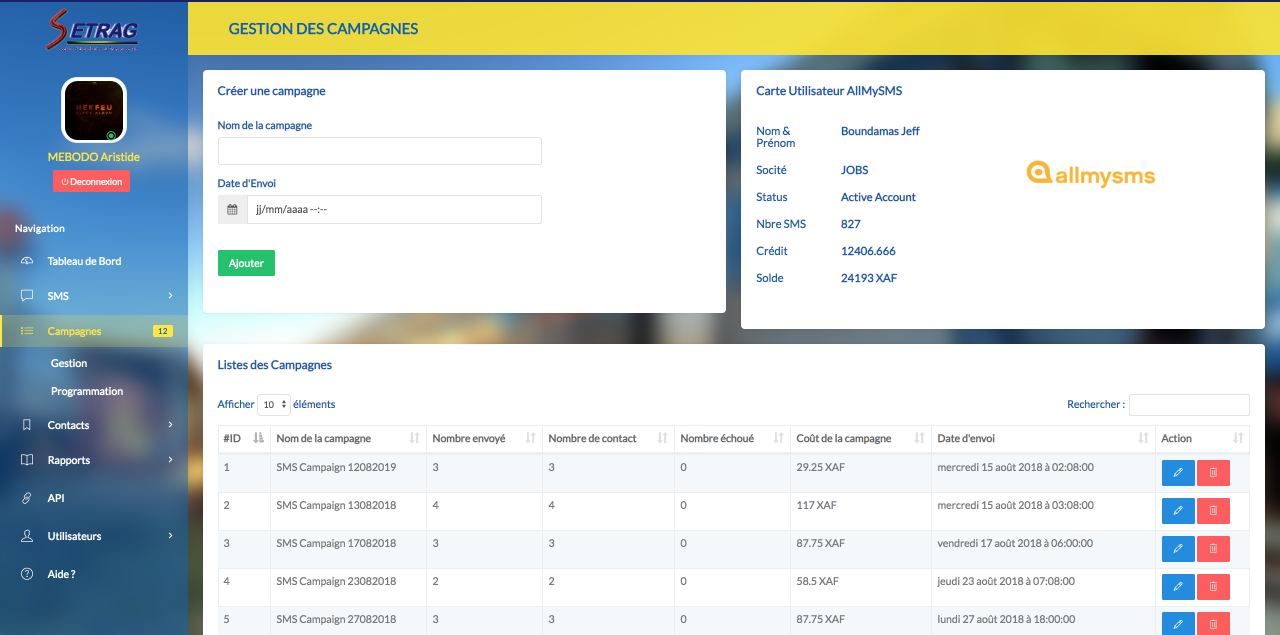 SETRAG
GESTION DES CAMPAGNES
MEBODO Aristide
Deconnexion
Navigation
Tableau de Bord
SMS
Campagnes 12
Gestion
Programmation
Contacts
Rapports
API
Utilisateurs
Aide ?
Créer une campagne
Nom de la campagne
Date d'Envoi
jj/mm/aaaa --:--
Ajouter
Carte Utilisateur AllMySMS
Nom & Prénom Boundamas Jeff
Socité JOBS
Status Active Account
Nbre SMS 827
Crédit 12406.666
Solde 24193 XAF
allmysms
Listes des Campagnes
Afficher 10 éléments
Rechercher :
#ID Nom de la campagne Nombre envoyé Nombre de contact Nombre échoué Coût de la campagne Date d'envoi Action
1 SMS Campaign 12082019 3 3 0 29.25 XAF mercredi 15 août 2018 à 02:08:00
2 SMS Campaign 13082018 4 4 0 117 XAF mercredi 15 août 2018 à 03:08:00
3 SMS Campaign 17082018 3 3 0 87.75 XAF vendredi 17 août 2018 à 06:00:00
4 SMS Campaign 23082018 2 2 0 58.5 XAF jeudi 23 août 2018 à 07:08:00
5 SMS Campaign 27082018 3 3 0 87.75 XAF lundi 27 août 2018 à 18:00:00